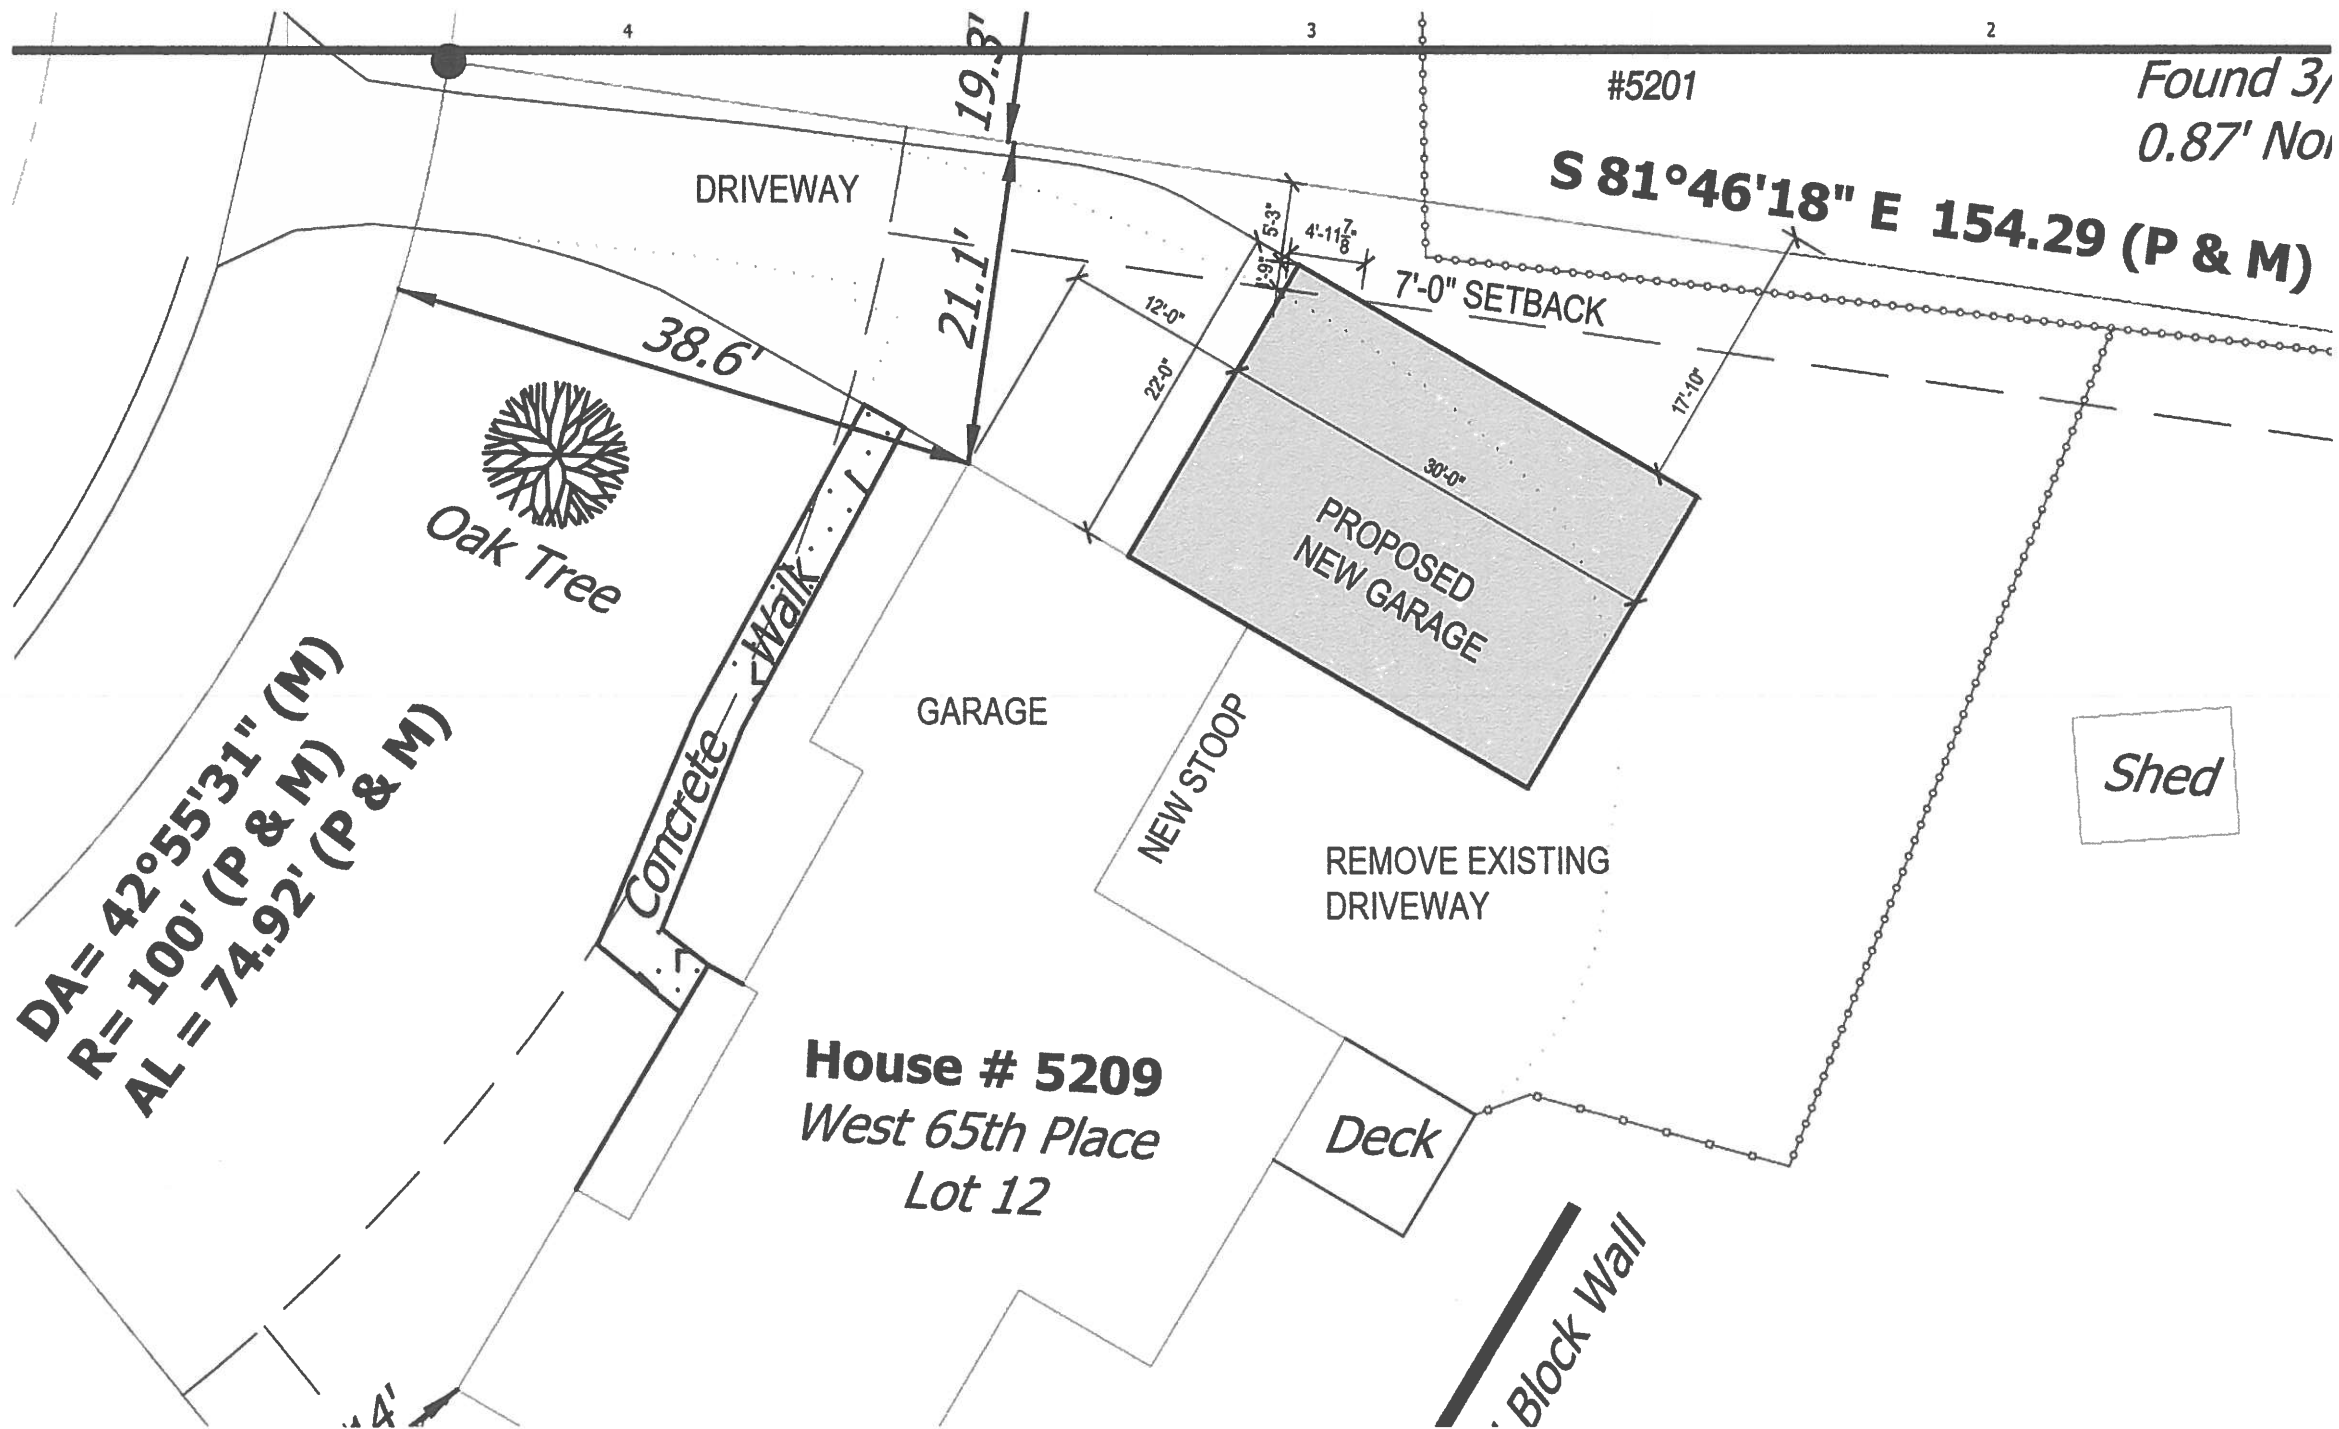 4
3
2
19.3'
#5201
Found 3/
0.87' Nor
S 81°46'18" E 154.29 (P & M)
DRIVEWAY
21.1'
5'-3"
4'-11 7/8"
7'-0" SETBACK
12'-0"
22'-0"
38.6'
17'-10"
30'-0"
Oak Tree
PROPOSED
NEW GARAGE
Concrete Walk
GARAGE
NEW STOOP
Shed
REMOVE EXISTING
DRIVEWAY
DA= 42°55'31" (M)
R= 100' (P & M)
AL = 74.92' (P & M)
House # 5209
West 65th Place
Lot 12
Deck
Block Wall